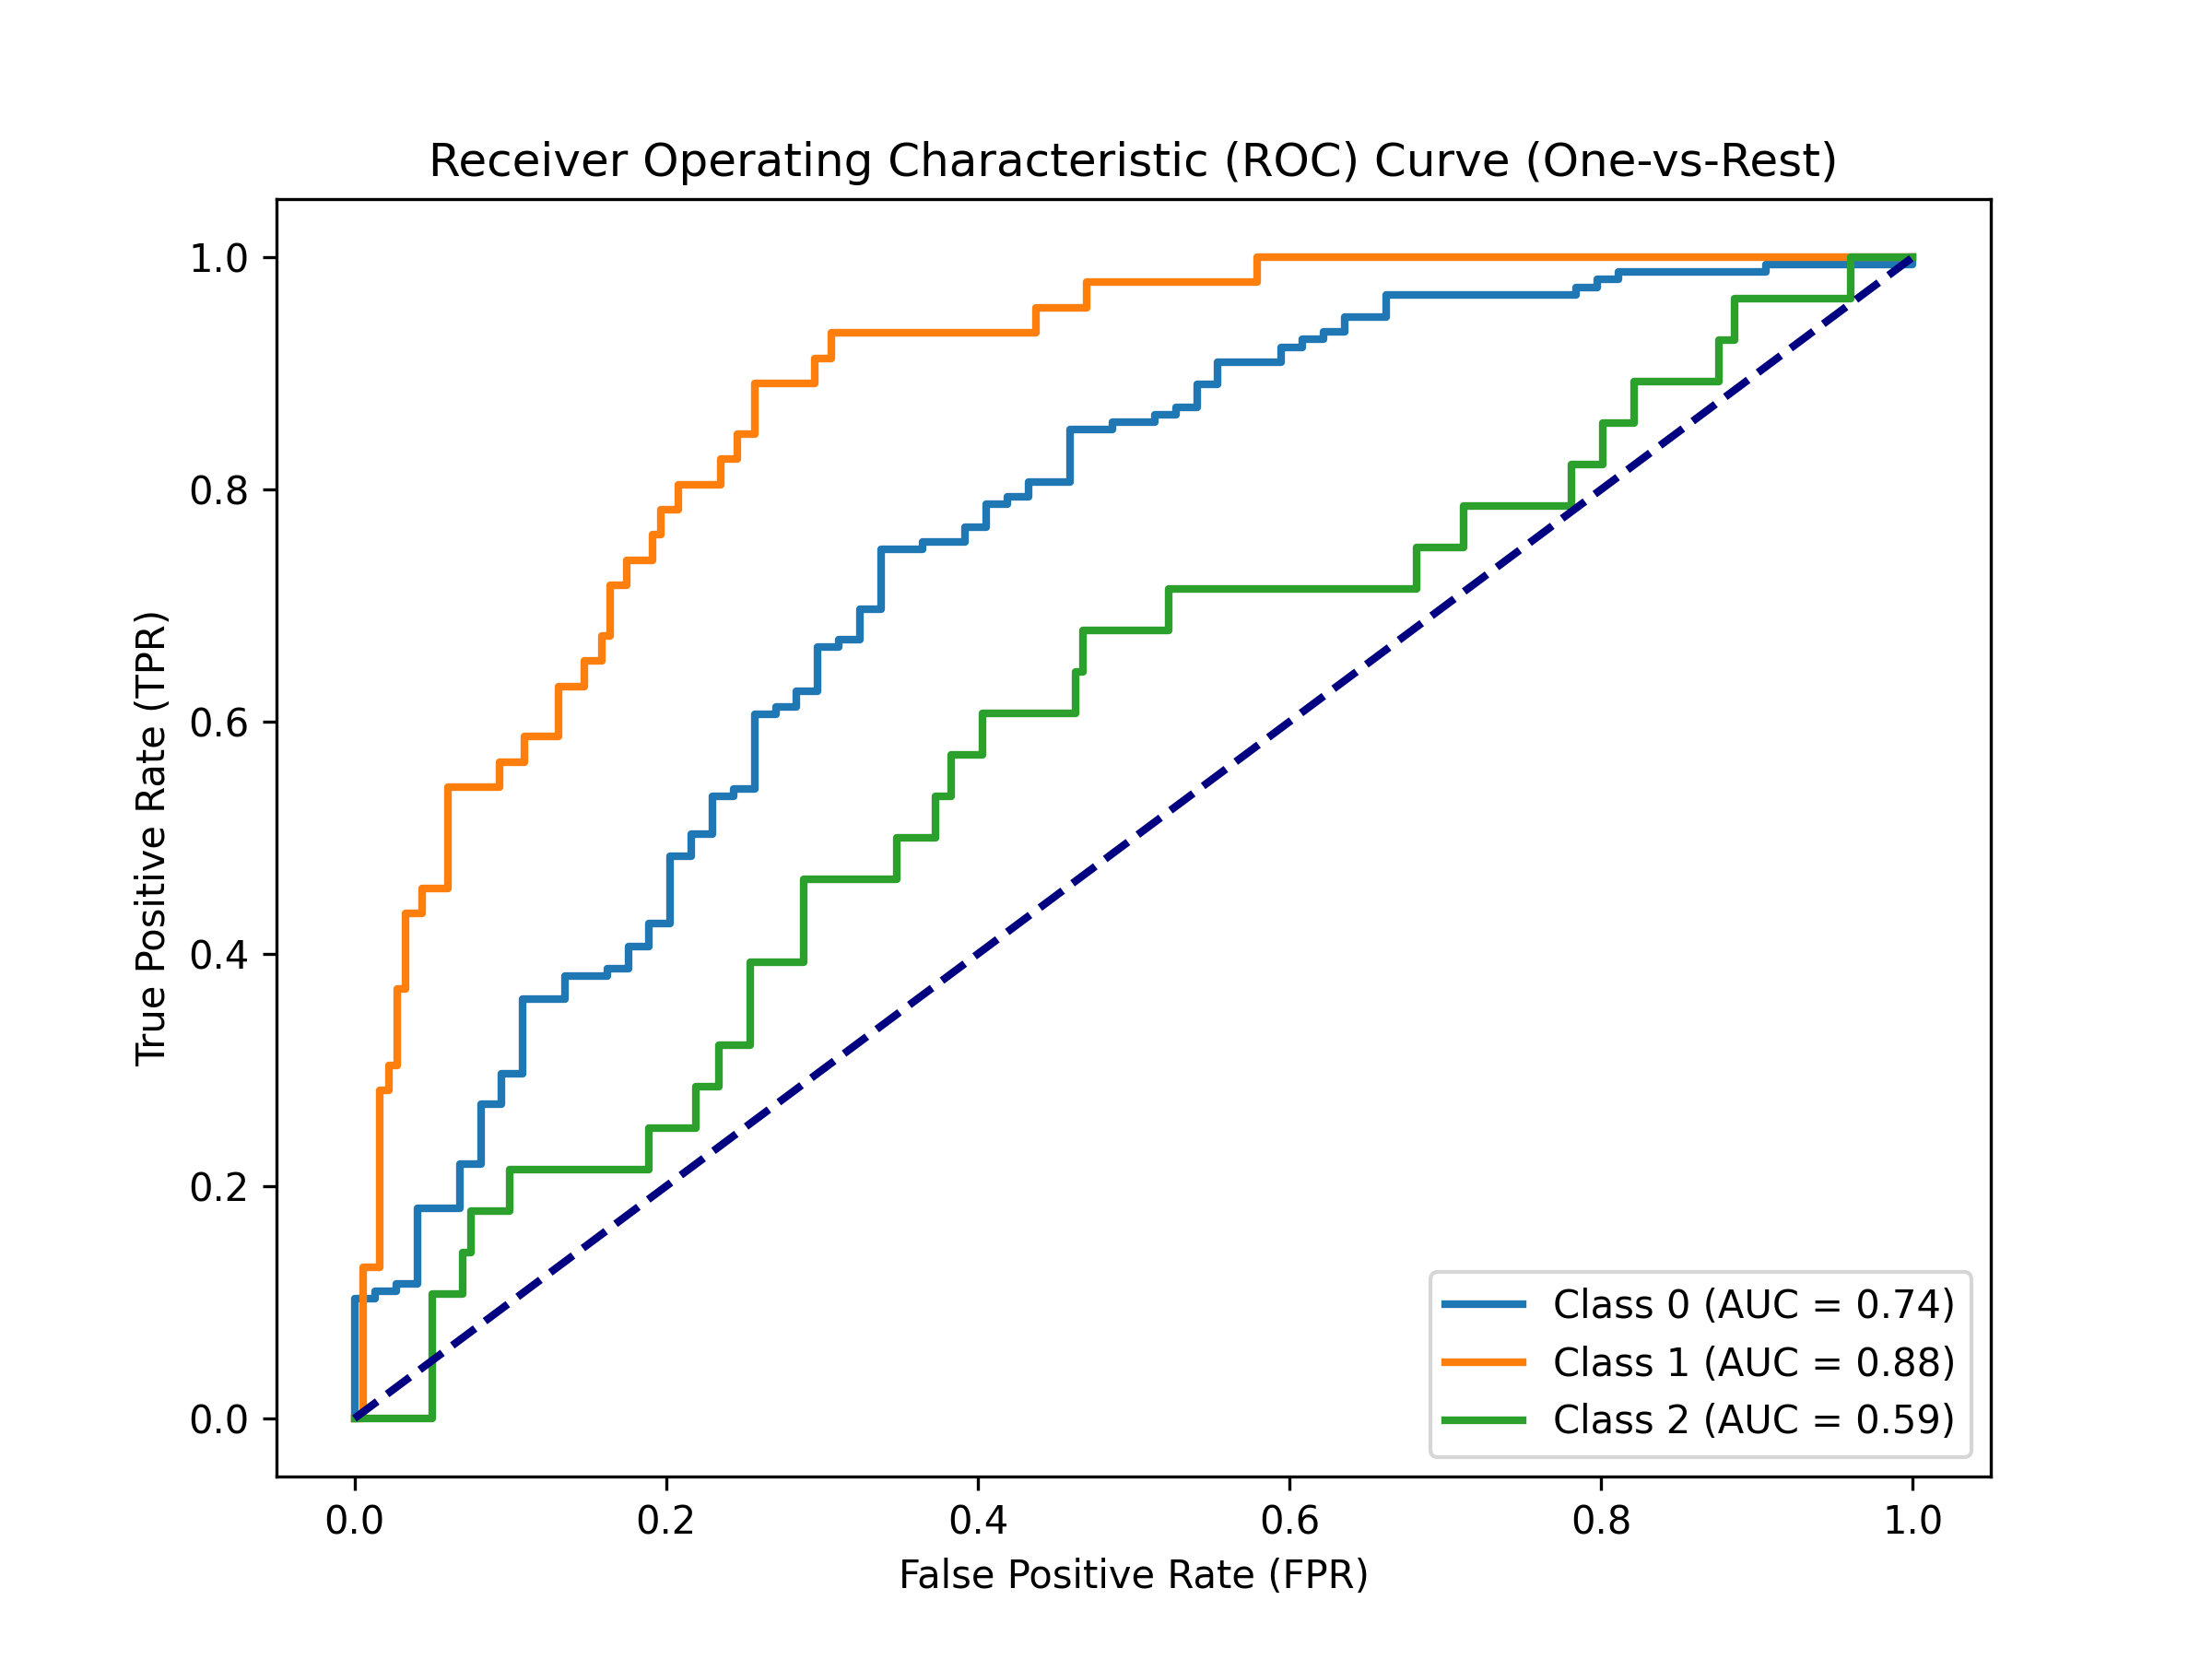 Receiver Operating Characteristic (ROC) Curve (One-vs-Rest)
1.0
0.8
0.6
0.4
0.2
0.0
True Positive Rate (TPR)
Class 0 (AUC = 0.74)
Class 1 (AUC = 0.88)
Class 2 (AUC = 0.59)
0.0 0.2 0.4 0.6 0.8 1.0
False Positive Rate (FPR)